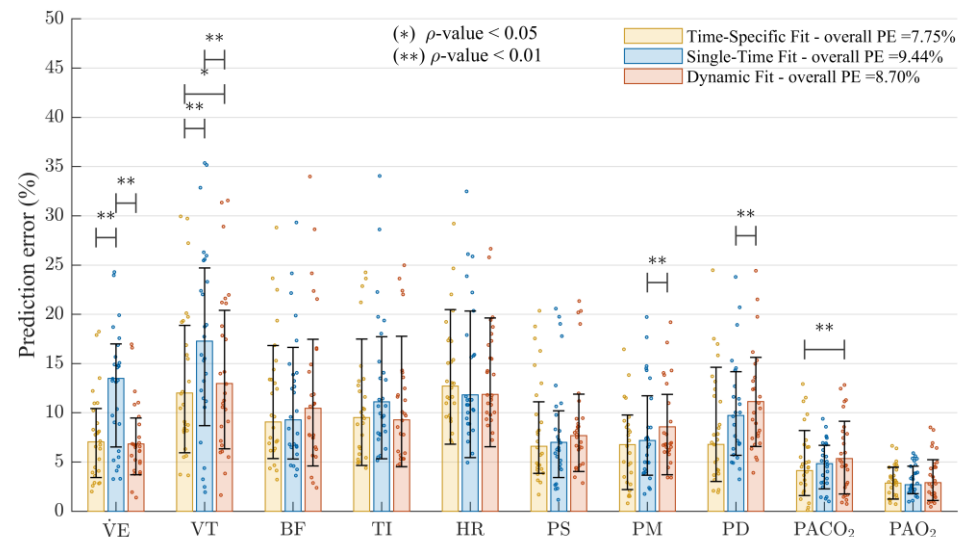 50
45
40
35
30
25
20
15
10
5
0
Prediction error (%)
(*) ρ-value < 0.05
(**) ρ-value < 0.01
Time-Specific Fit - overall PE =7.75%
Single-Time Fit - overall PE =9.44%
Dynamic Fit - overall PE =8.70%
**
*
**
**
**
**
**
**
V̇E VT BF TI HR PS PM PD PACO₂ PAO₂